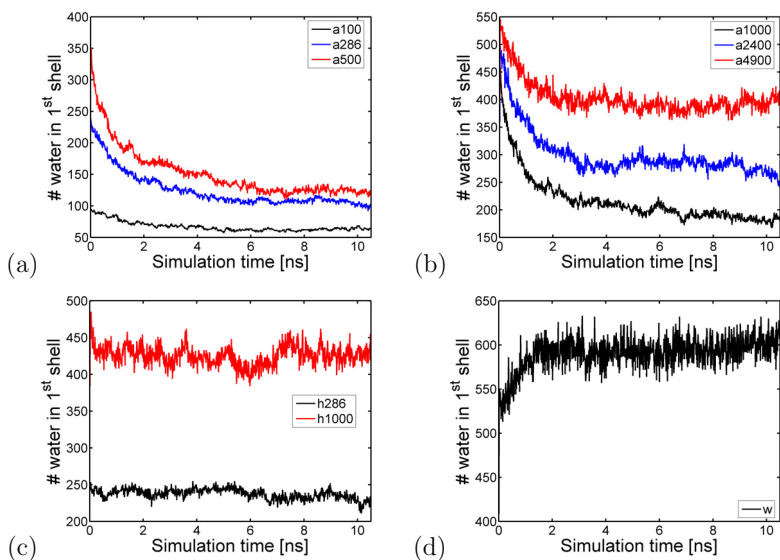 400
350
300
250
200
150
100
50
0 2 4 6 8 10
# water in 1st shell
Simulation time [ns]
a100
a286
a500
(a)
550
500
450
400
350
300
250
200
150
0 2 4 6 8 10
# water in 1st shell
Simulation time [ns]
a1000
a2400
a4900
(b)
500
450
400
350
300
250
200
0 2 4 6 8 10
# water in 1st shell
Simulation time [ns]
h286
h1000
(c)
650
600
550
500
450
400
0 2 4 6 8 10
# water in 1st shell
Simulation time [ns]
w
(d)